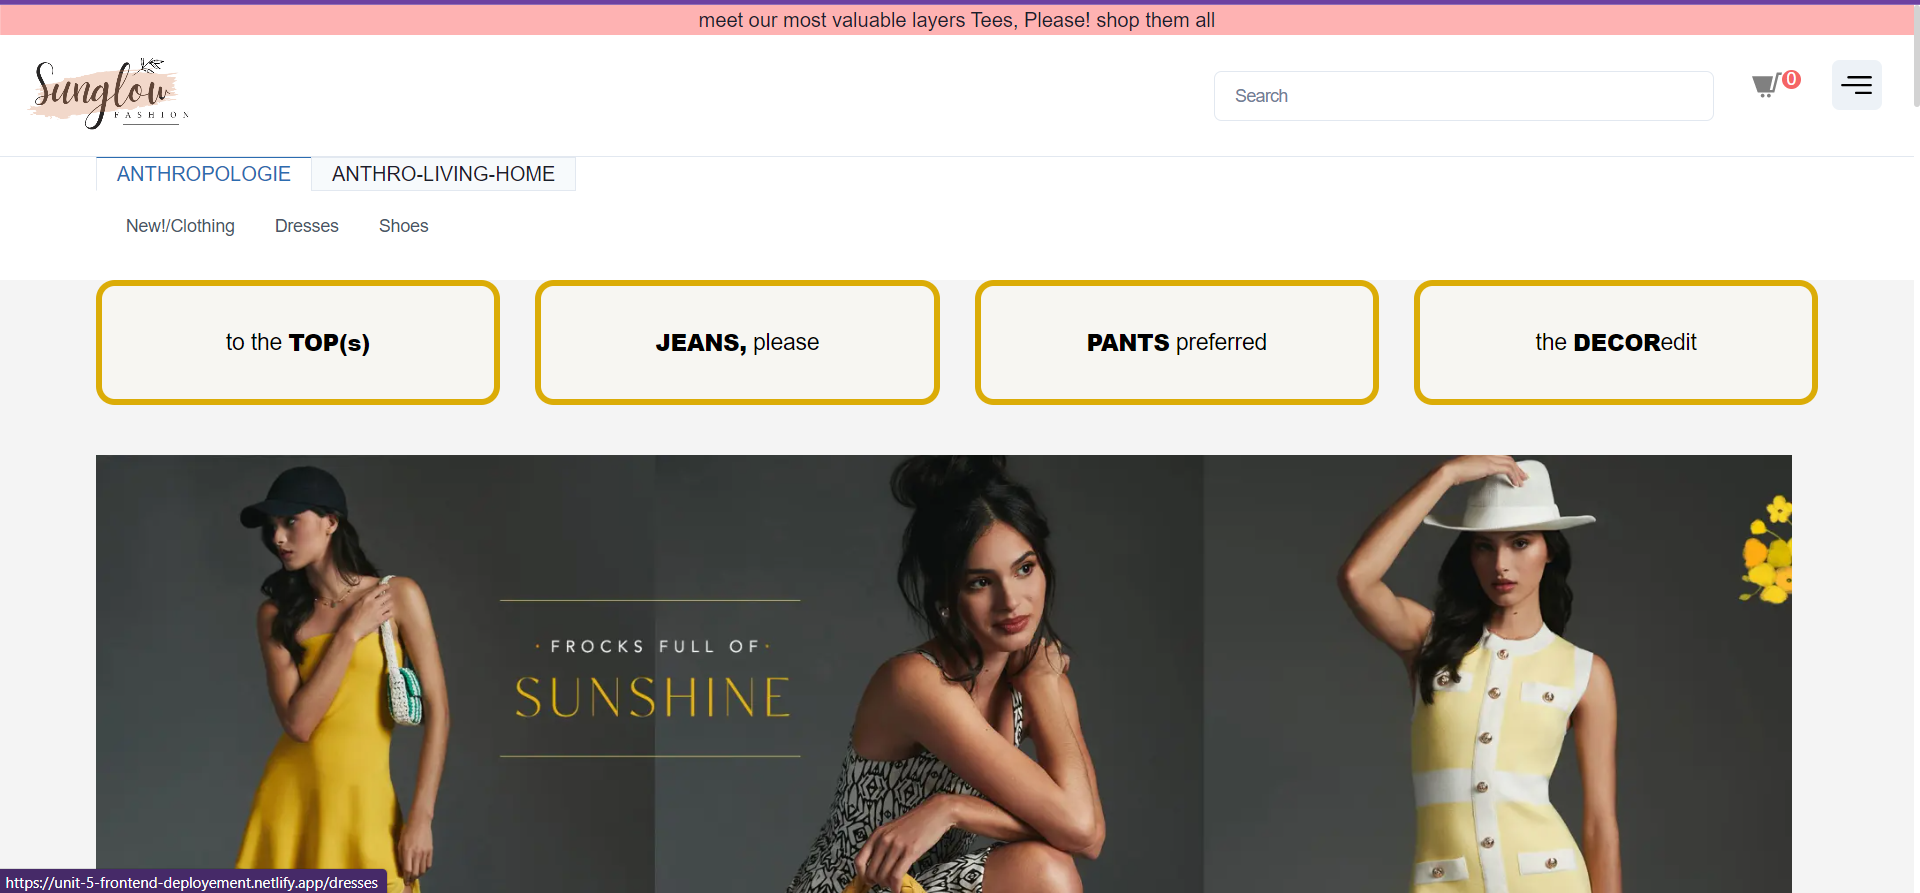 meet our most valuable layers Tees, Please! shop them all
Sunglow
FASHION
Search
0
ANTHROPOLOGIE
ANTHRO-LIVING-HOME
New!/Clothing
Dresses
Shoes
to the TOP(s)
JEANS, please
PANTS preferred
the DECORedit
· FROCKS FULL OF ·
SUNSHINE
https://unit-5-frontend-deployement.netlify.app/dresses